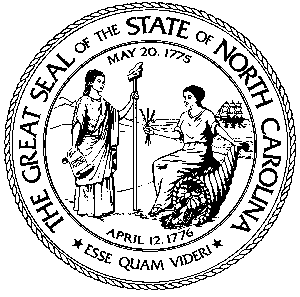 THE GREAT SEAL OF THE STATE OF NORTH CAROLINA
MAY 20, 1775
APRIL 12, 1776
★ ESSE QUAM VIDERI ★